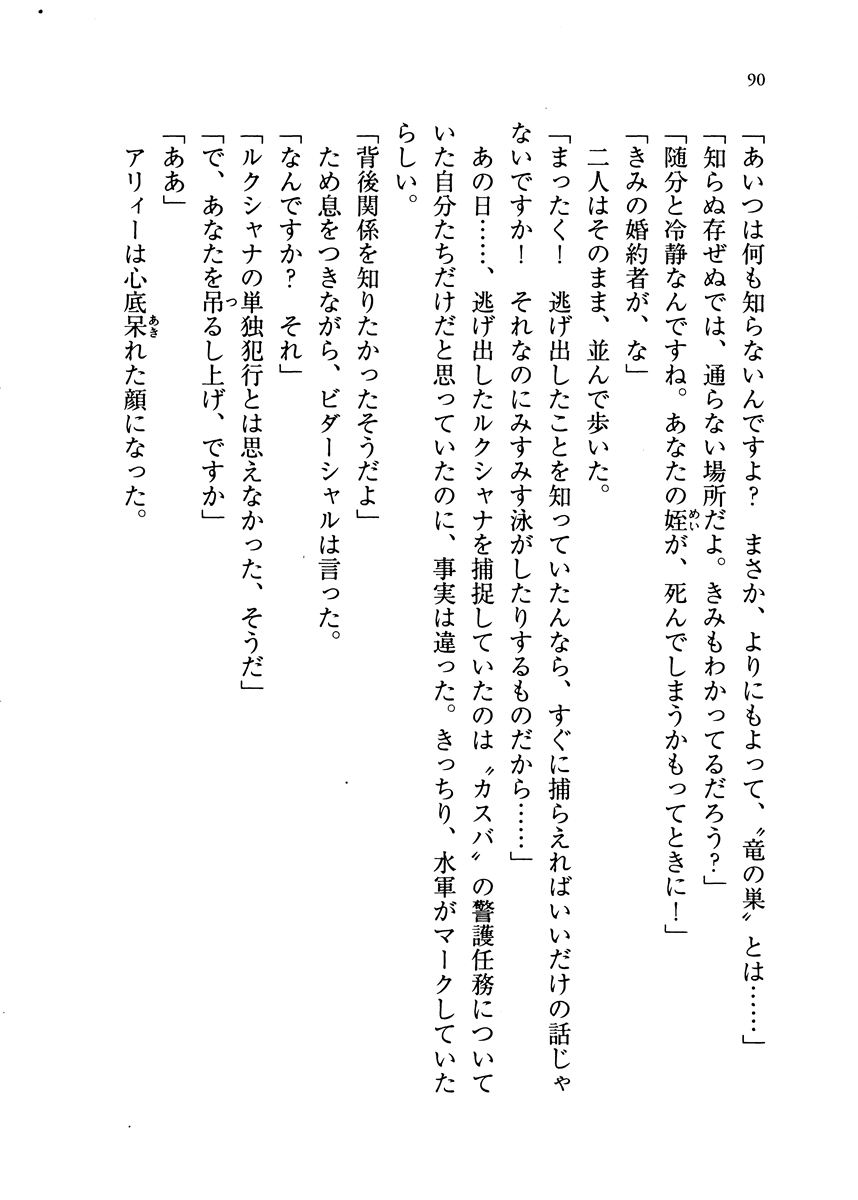 90
「あいつは何も知らないんですよ？　まさか、よりにもよって、〝竜の巣〟とは……」
「知らぬ存ぜぬでは、通らない場所だよ。きみもわかってるだろう？」
「随分と冷静なんですね。あなたの姪めいが、死んでしまうかもってときに！」
「きみの婚約者が、な」
　二人はそのまま、並んで歩いた。
「まったく！　逃げ出したことを知っていたんなら、すぐに捕らえればいいだけの話じゃ
ないですか！　それなのにみすみす泳がしたりするものだから……」
　あの日……、逃げ出したルクシャナを捕捉していたのは〝カスバ〟の警護任務について
いた自分たちだけだと思っていたのに、事実は違った。きっちり、水軍がマークしていた
らしい。
「背後関係を知りたかったそうだよ」
　ため息をつきながら、ビダーシャルは言った。
「なんですか？　それ」
「ルクシャナの単独犯行とは思えなかった、そうだ」
「で、あなたを吊つるし上げ、ですか」
「ああ」
　アリィーは心底呆あきれた顔になった。